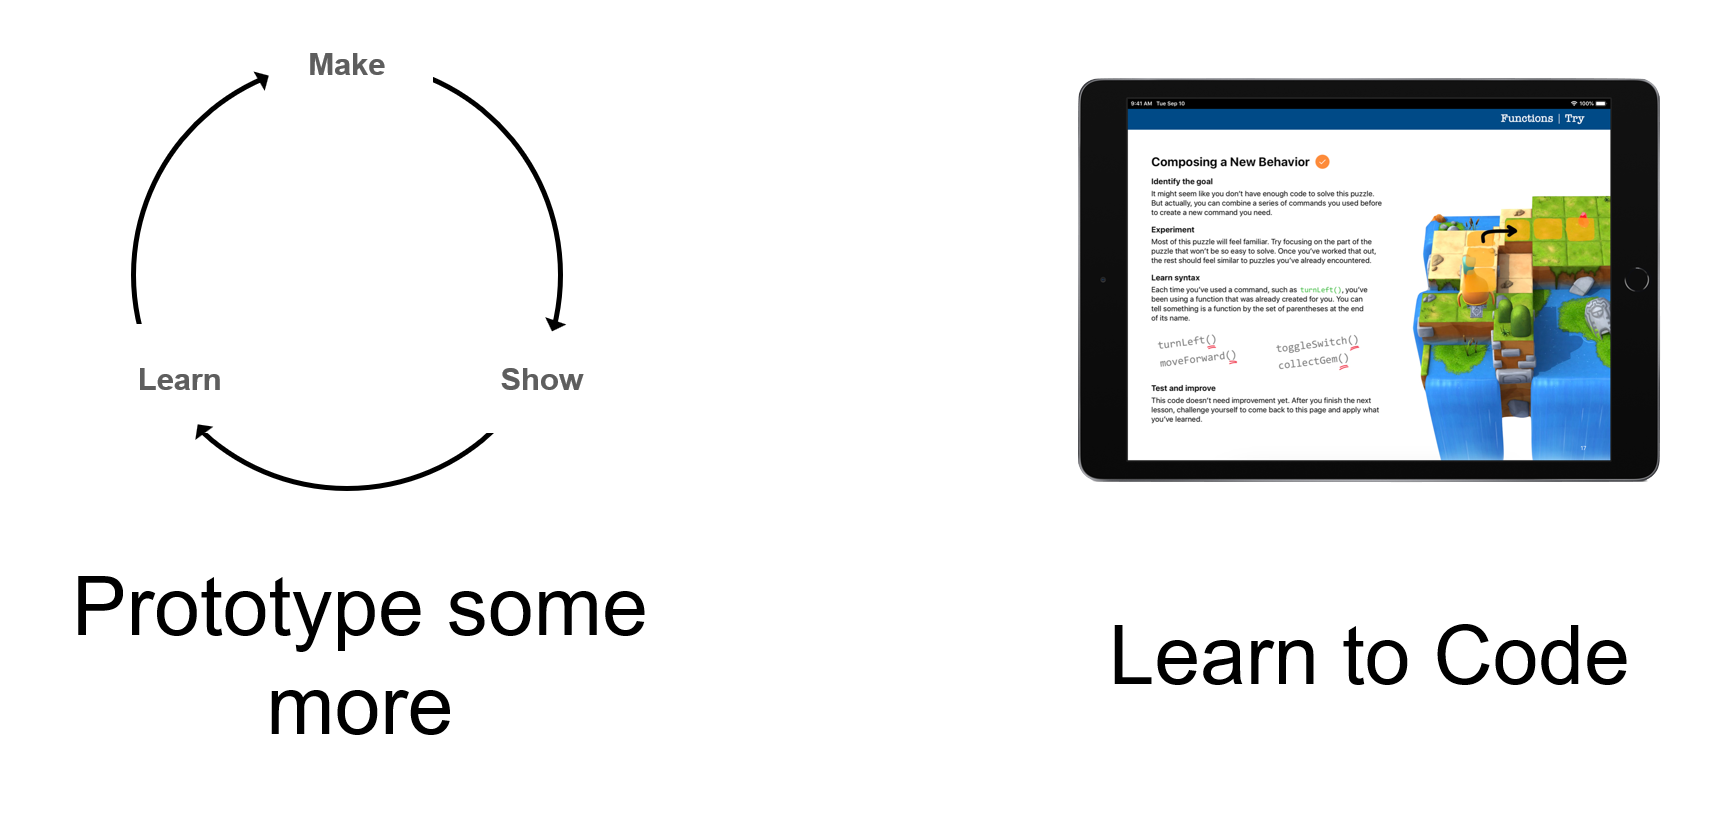 Make
Learn
Show
Prototype some
more
9:41 AM Tue Sep 10
100%
Functions | Try
Composing a New Behavior
Identify the goal
It might seem like you don't have enough code to solve this puzzle.
But actually, you can combine a series of commands you used before
to create a new command you need.
Experiment
Most of this puzzle will feel familiar. Try focusing on the part of the
puzzle that won't be so easy to solve. Once you've worked that out,
the rest should feel similar to puzzles you've already encountered.
Learn syntax
Each time you've used a command, such as turnLeft(), you've
been using a function that was already created for you. You can
tell something is a function by the set of parentheses at the end
of its name.
turnLeft() toggleSwitch()
moveForward() collectGem()
Test and improve
This code doesn't need improvement yet. After you finish the next
lesson, challenge yourself to come back to this page and apply what
you've learned.
17
Learn to Code